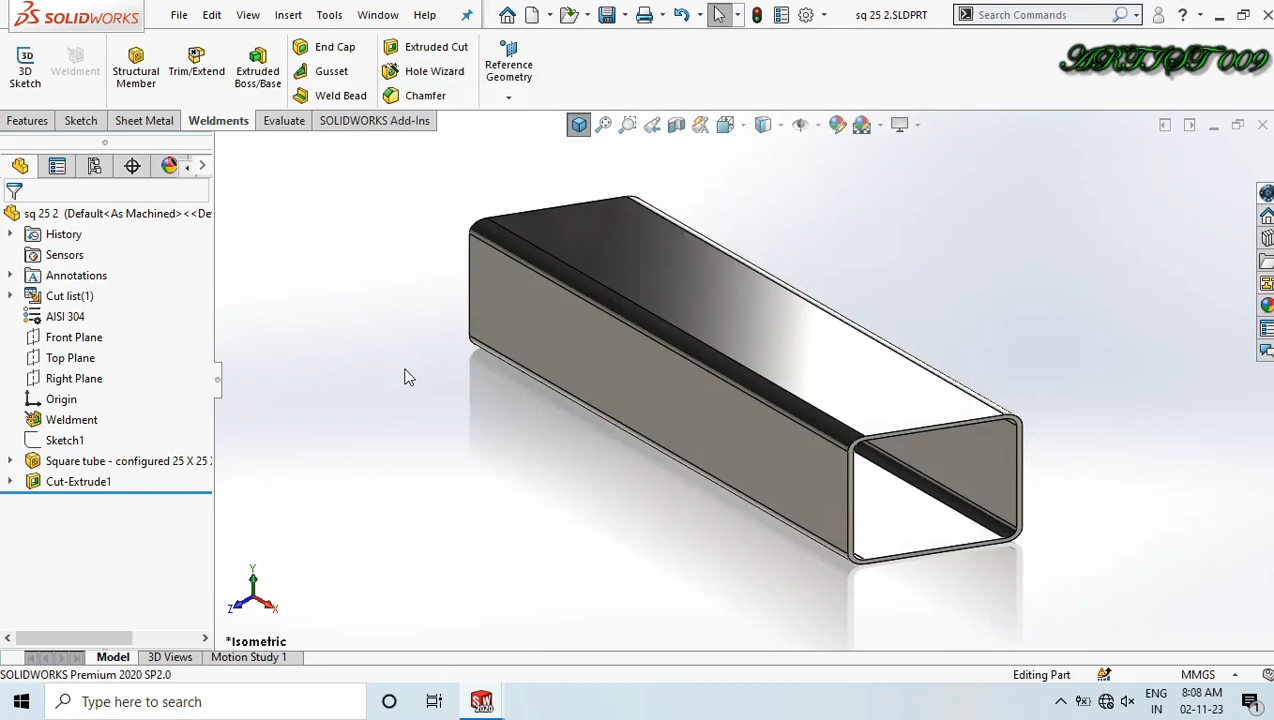 SOLIDWORKS
File Edit View Insert Tools Window Help
sq 25 2.SLDPRT
Search Commands
ARTIST 009
3D Sketch
Weldment
Structural Member
Trim/Extend
Extruded Boss/Base
End Cap
Gusset
Weld Bead
Extruded Cut
Hole Wizard
Chamfer
Reference Geometry
Features Sketch Sheet Metal Weldments Evaluate SOLIDWORKS Add-Ins
sq 25 2 (Default<As Machined><<De
History
Sensors
Annotations
Cut list(1)
AISI 304
Front Plane
Top Plane
Right Plane
Origin
Weldment
Sketch1
Square tube - configured 25 X 25
Cut-Extrude1
Y
Z X
*Isometric
Model 3D Views Motion Study 1
SOLIDWORKS Premium 2020 SP2.0
Editing Part
MMGS
Type here to search
SW
2020
ENG
IN
8:08 AM
02-11-23
1